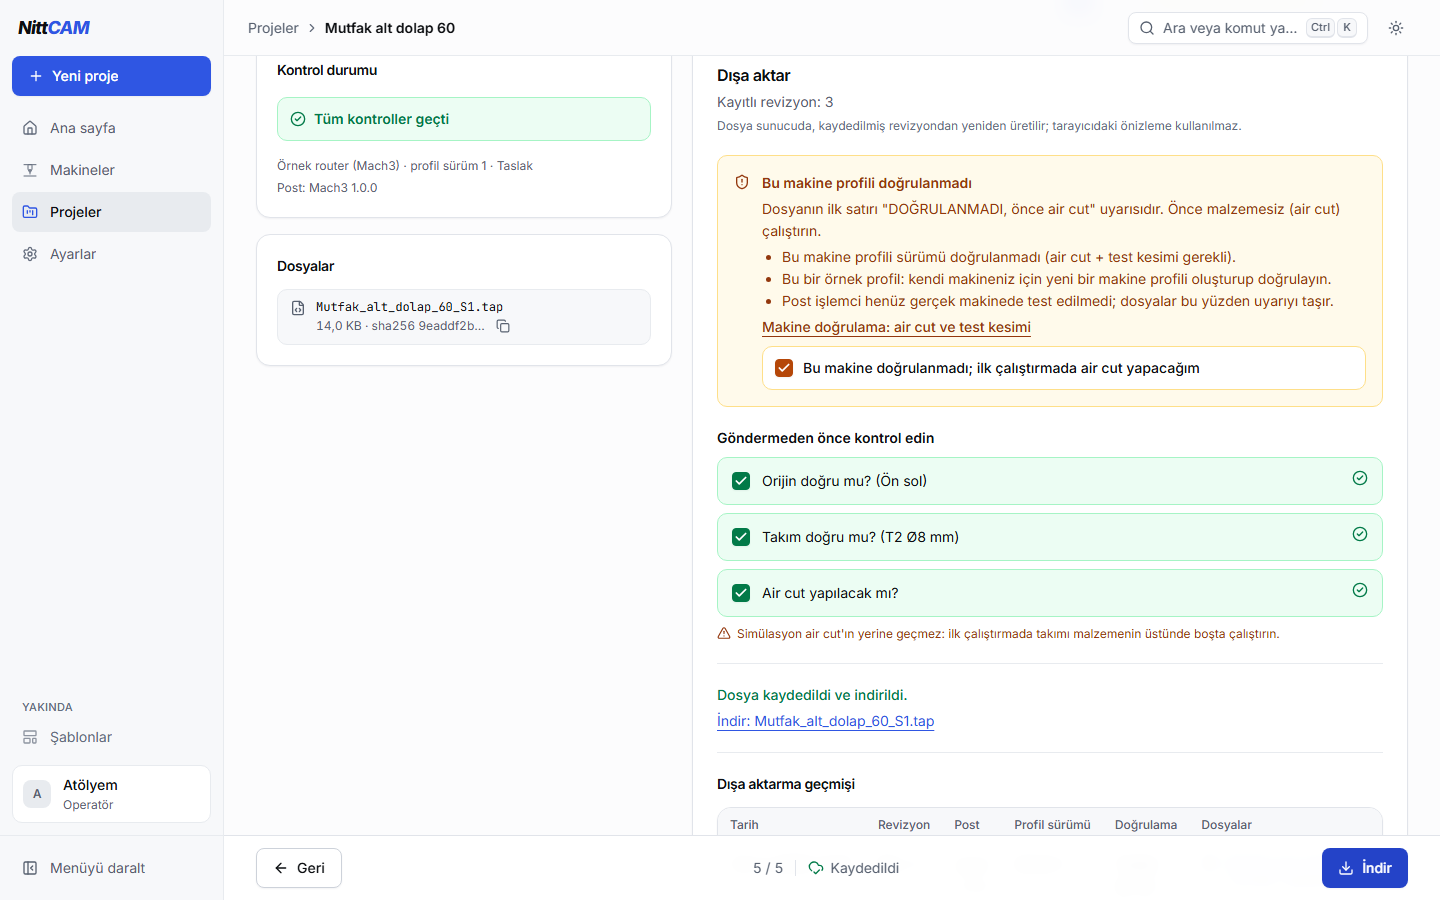 NittCAM
Yeni proje
Ana sayfa
Makineler
Projeler
Ayarlar
YAKINDA
Şablonlar
A
Atölyem
Operatör
Menüyü daralt
Projeler > Mutfak alt dolap 60
Ara veya komut ya... Ctrl K
Kontrol durumu
Tüm kontroller geçti
Örnek router (Mach3) · profil sürüm 1 · Taslak
Post: Mach3 1.0.0
Dosyalar
Mutfak_alt_dolap_60_S1.tap
14,0 KB · sha256 9eaddf2b...
Dışa aktar
Kayıtlı revizyon: 3
Dosya sunucuda, kaydedilmiş revizyondan yeniden üretilir; tarayıcıdaki önizleme kullanılmaz.
Bu makine profili doğrulanmadı
Dosyanın ilk satırı "DOĞRULANMADI, önce air cut" uyarısıdır. Önce malzemesiz (air cut)
çalıştırın.
• Bu makine profili sürümü doğrulanmadı (air cut + test kesimi gerekli).
• Bu bir örnek profil: kendi makineniz için yeni bir makine profili oluşturup doğrulayın.
• Post işlemci henüz gerçek makinede test edilmedi; dosyalar bu yüzden uyarıyı taşır.
Makine doğrulama: air cut ve test kesimi
Bu makine doğrulanmadı; ilk çalıştırmada air cut yapacağım
Göndermeden önce kontrol edin
Orijin doğru mu? (Ön sol)
Takım doğru mu? (T2 Ø8 mm)
Air cut yapılacak mı?
Simülasyon air cut'ın yerine geçmez: ilk çalıştırmada takımı malzemenin üstünde boşta çalıştırın.
Dosya kaydedildi ve indirildi.
İndir: Mutfak_alt_dolap_60_S1.tap
Dışa aktarma geçmişi
Tarih Revizyon Post Profil sürümü Doğrulama Dosyalar
Geri
5 / 5
Kaydedildi
İndir